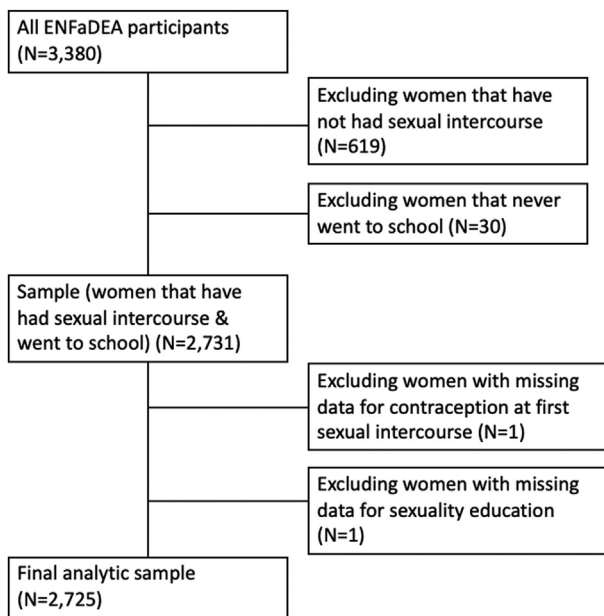 All ENFaDEA participants
(N=3,380)
Excluding women that have
not had sexual intercourse
(N=619)
Excluding women that never
went to school (N=30)
Sample (women that have
had sexual intercourse &
went to school) (N=2,731)
Excluding women with missing
data for contraception at first
sexual intercourse (N=1)
Excluding women with missing
data for sexuality education
(N=1)
Final analytic sample
(N=2,725)